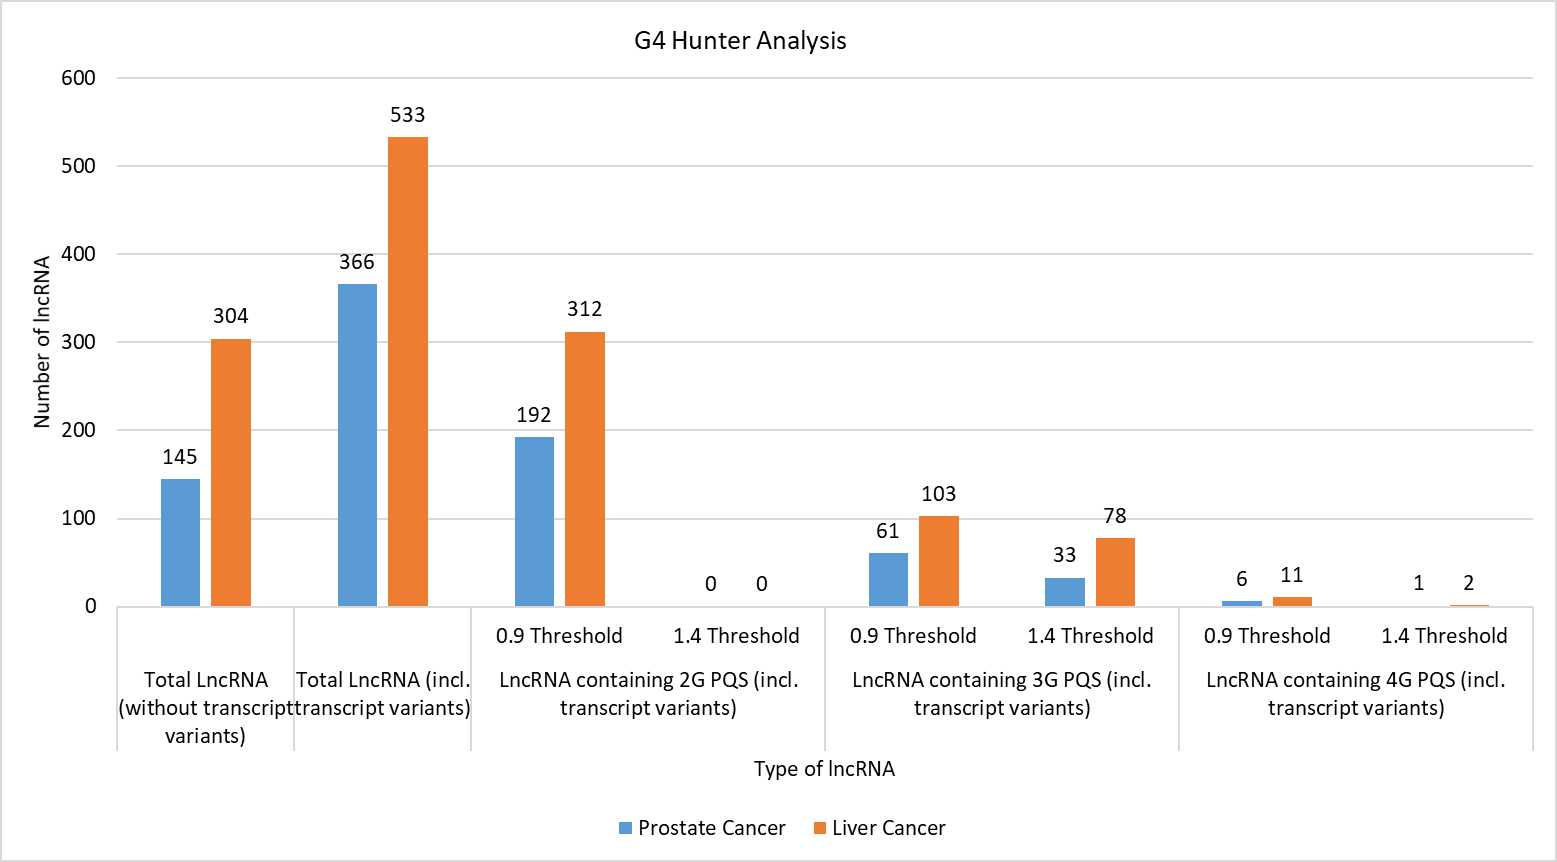 G4 Hunter Analysis
600
500
400
300
200
100
0
Number of lncRNA
145
304
366
533
192
312
0
0
61
103
33
78
6
11
1
2
0.9 Threshold
1.4 Threshold
0.9 Threshold
1.4 Threshold
0.9 Threshold
1.4 Threshold
Total LncRNA
(without transcript
variants)
Total LncRNA (incl.
transcript variants)
LncRNA containing 2G PQS (incl.
transcript variants)
LncRNA containing 3G PQS (incl.
transcript variants)
LncRNA containing 4G PQS (incl.
transcript variants)
Type of lncRNA
Prostate Cancer
Liver Cancer